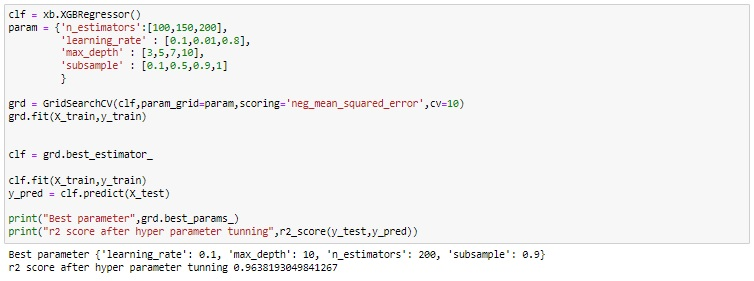 clf = xb.XGBRegressor()
param = {'n_estimators':[100,150,200],
'learning_rate' : [0.1,0.01,0.8],
'max_depth' : [3,5,7,10],
'subsample' : [0.1,0.5,0.9,1]
}
grd = GridSearchCV(clf,param_grid=param,scoring='neg_mean_squared_error',cv=10)
grd.fit(X_train,y_train)
clf = grd.best_estimator_
clf.fit(X_train,y_train)
y_pred = clf.predict(X_test)
print("Best parameter",grd.best_params_)
print("r2 score after hyper parameter tunning",r2_score(y_test,y_pred))
Best parameter {'learning_rate': 0.1, 'max_depth': 10, 'n_estimators': 200, 'subsample': 0.9}
r2 score after hyper parameter tunning 0.9638193049841267